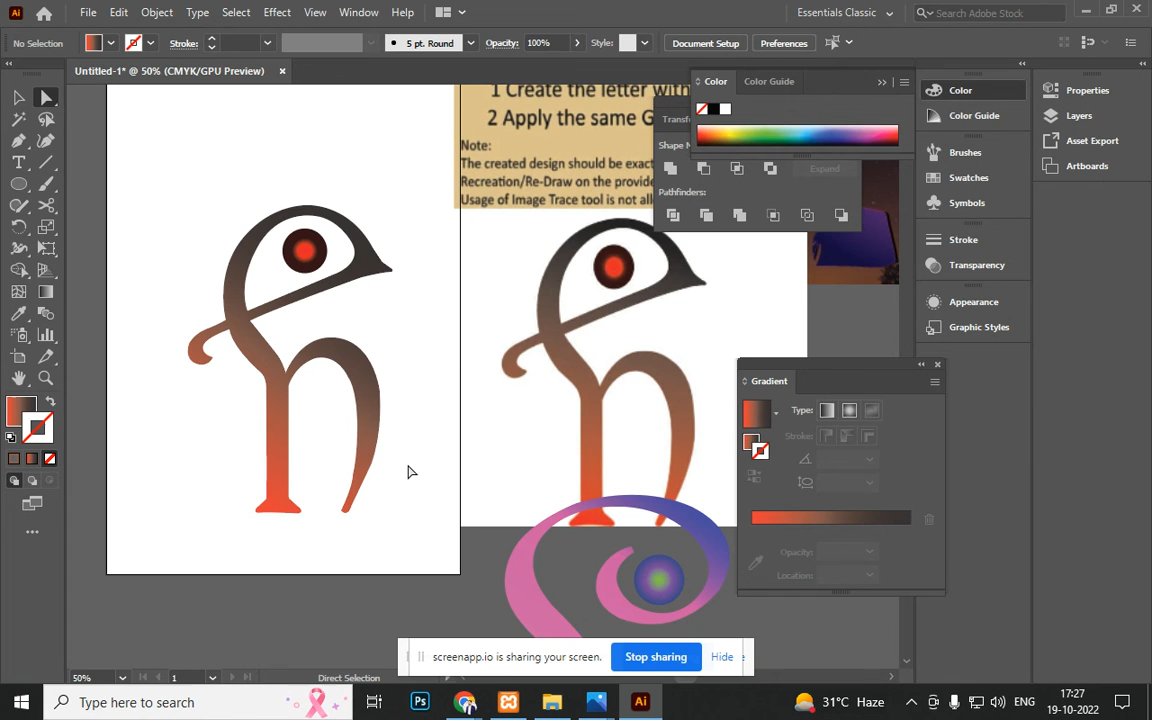 File Edit Object Type Select Effect View Window Help
Essentials Classic
Search Adobe Stock
No Selection
Stroke:
5 pt. Round
Opacity: 100%
Style:
Document Setup
Preferences
Untitled-1* @ 50% (CMYK/GPU Preview)
1 Create the letter with
2 Apply the same G
Note:
The created design should be exact
Recreation/Re-Draw on the provide
Usage of Image Trace tool is not all
Color
Color Guide
Transfo
Shape M
Expand
Pathfinders:
Color
Color Guide
Brushes
Swatches
Symbols
Stroke
Transparency
Appearance
Graphic Styles
Properties
Layers
Asset Export
Artboards
Gradient
Type:
Stroke:
Opacity:
Location:
screenapp.io is sharing your screen.
Stop sharing
Hide
50%
1
Direct Selection
Type here to search
Ps
Ai
31°C Haze
ENG
17:27
19-10-2022